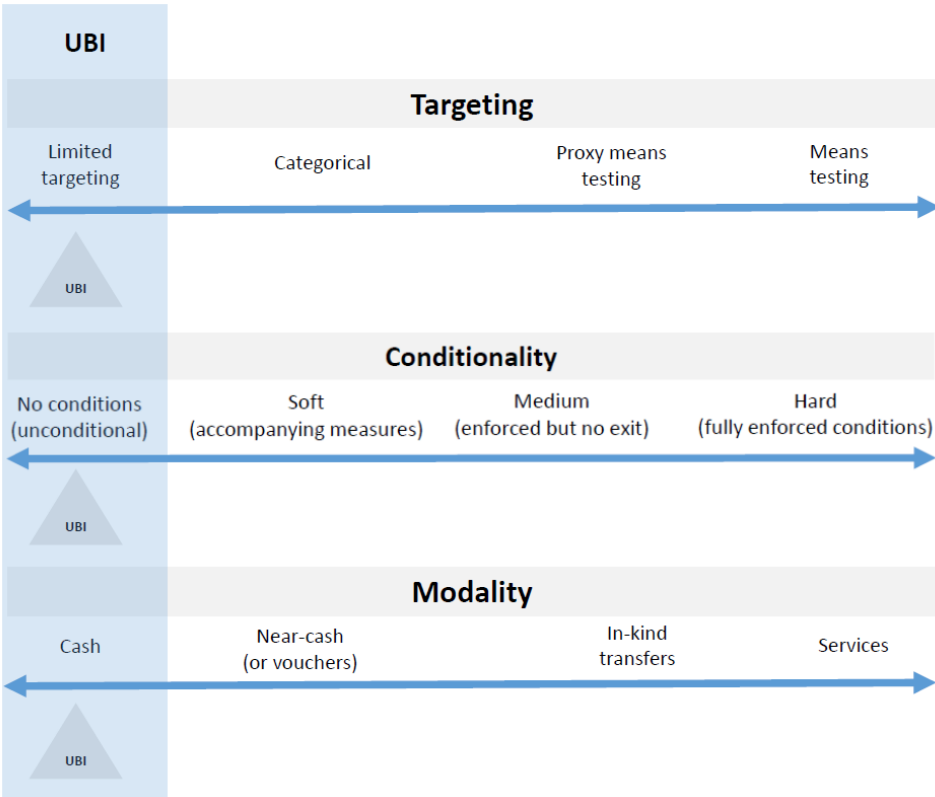 UBI
Targeting
Limited
targeting
Categorical
Proxy means
testing
Means
testing
UBI
Conditionality
No conditions
(unconditional)
Soft
(accompanying measures)
Medium
(enforced but no exit)
Hard
(fully enforced conditions)
UBI
Modality
Cash
Near-cash
(or vouchers)
In-kind
transfers
Services
UBI